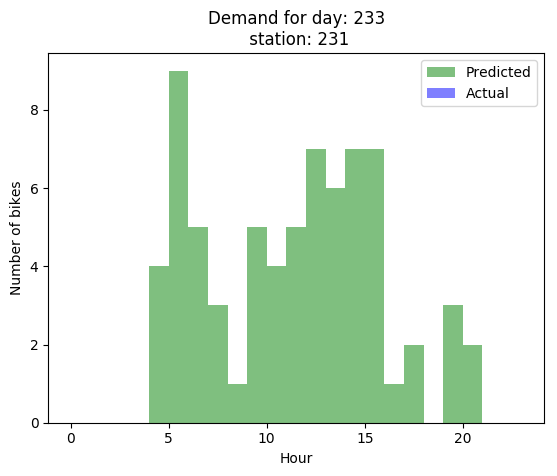 Demand for day: 233
station: 231
Predicted
Actual
Number of bikes
8
6
4
2
0
0 5 10 15 20
Hour